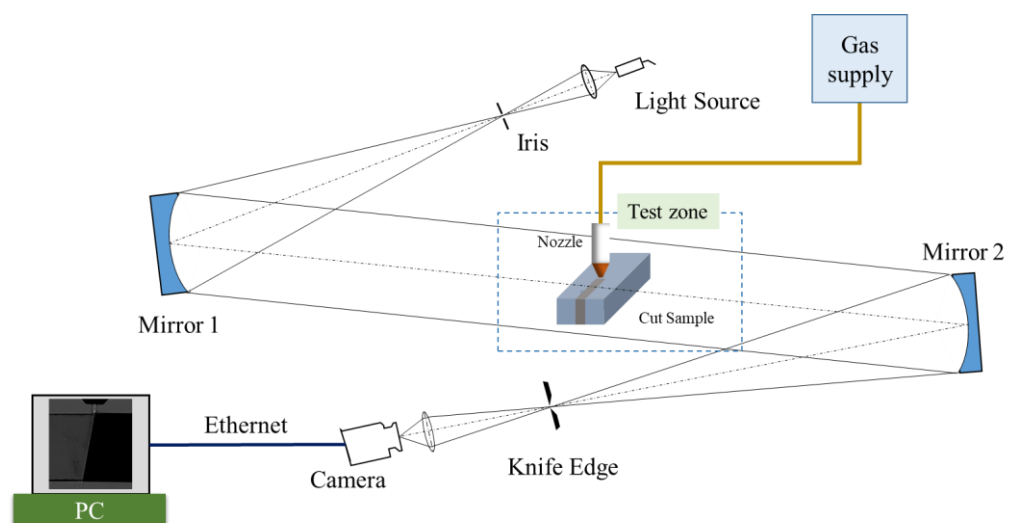 Gas
supply
Light Source
Iris
Test zone
Nozzle
Mirror 2
Cut Sample
Mirror 1
Ethernet
Knife Edge
Camera
PC